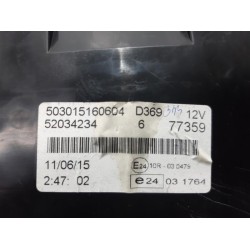 503015160604 D369 12V
52034234 6 77359
11/06/15 E24 10R-03 0479
2:47: 02 e24 03 1764